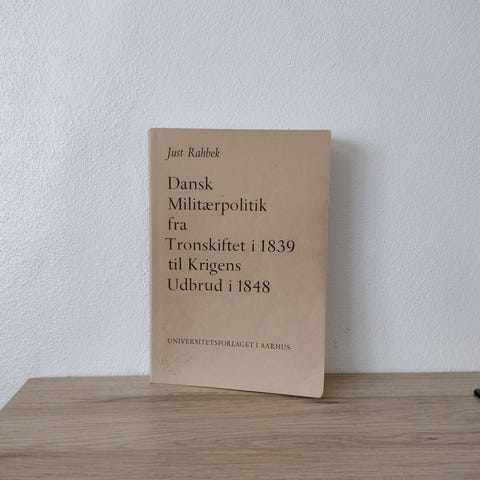 Just Rahbek
Dansk
Militærpolitik
fra
Tronskiftet i 1839
til Krigens
Udbrud i 1848
UNIVERSITETSFORLAGET I AARHUS